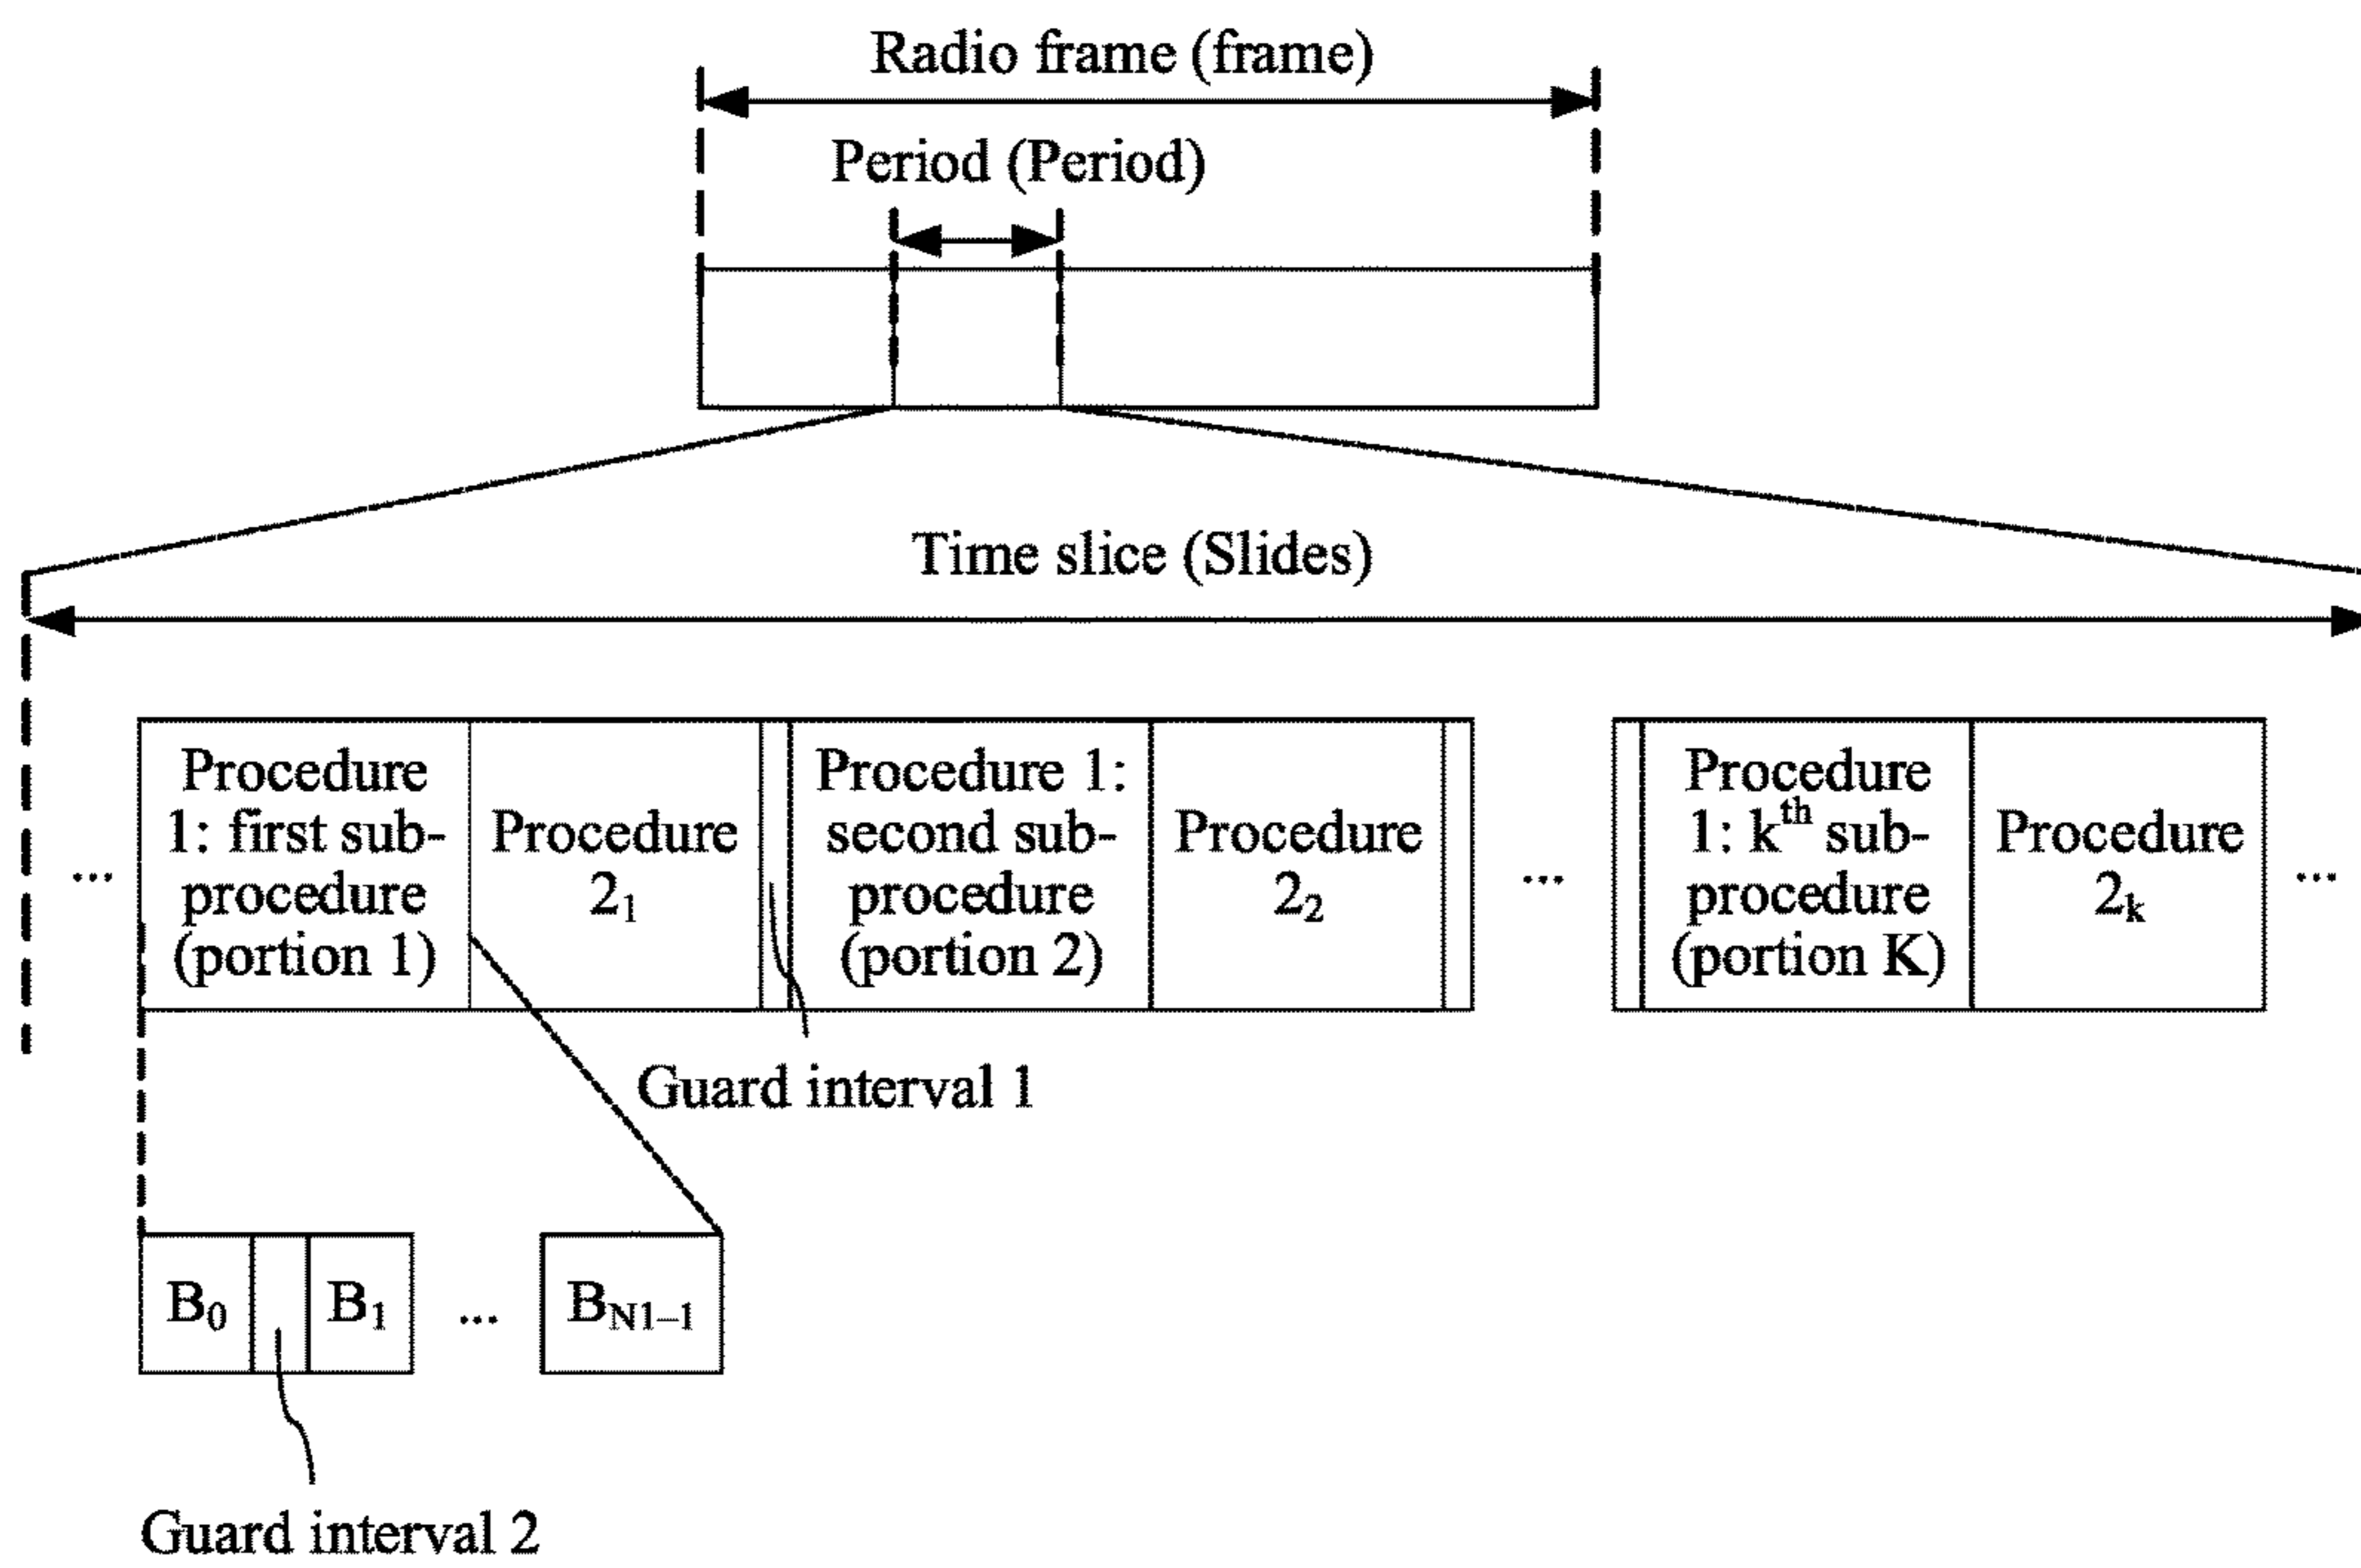 Radio frame (frame)
Period (Period)
Time slice (Slides)
...
Procedure
1: first sub-
procedure
(portion 1)
Procedure
2₁
Procedure 1:
second sub-
procedure
(portion 2)
Procedure
2₂
...
Procedure
1: kᵗʰ sub-
procedure
(portion K)
Procedure
2ₖ
...
Guard interval 1
B₀
B₁
...
B_N1–1
Guard interval 2